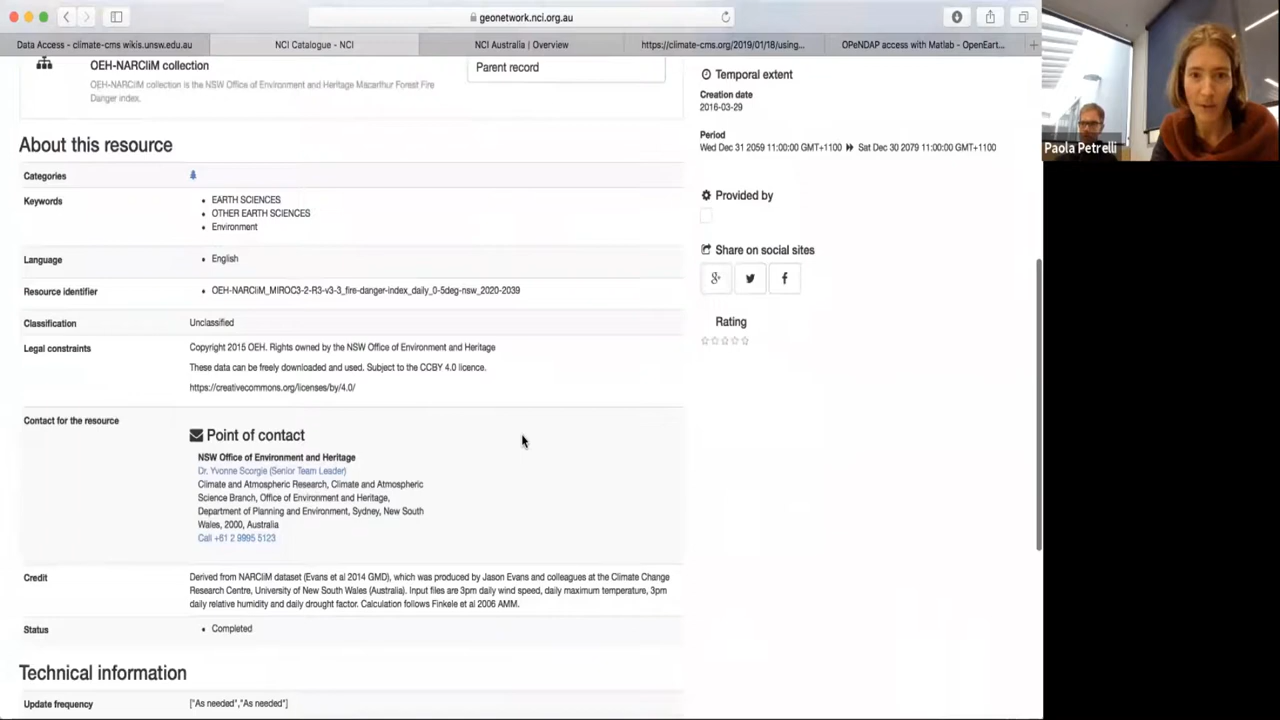 geonetwork.nci.org.au
Data Access - climate-cms wikis.unsw.edu.au
NCI Catalogue - NCI
NCI Australia | Overview
https://climate-cms.org/2019/01/18/using...
OPeNDAP access with Matlab - OpenEart...
OEH-NARCliM collection
OEH-NARCliM collection is the NSW Office of Environment and Heritage Macarthur Forest Fire
Danger index.
Parent record
About this resource
Categories
Keywords
EARTH SCIENCES
OTHER EARTH SCIENCES
Environment
Language
English
Resource identifier
OEH-NARCliM_MIROC3-2-R3-v3-3_fire-danger-index_daily_0-5deg-nsw_2020-2039
Classification
Unclassified
Legal constraints
Copyright 2015 OEH. Rights owned by the NSW Office of Environment and Heritage
These data can be freely downloaded and used. Subject to the CCBY 4.0 licence.
https://creativecommons.org/licenses/by/4.0/
Contact for the resource
Point of contact
NSW Office of Environment and Heritage
Dr. Yvonne Scorgie (Senior Team Leader)
Climate and Atmospheric Research, Climate and Atmospheric
Science Branch, Office of Environment and Heritage,
Department of Planning and Environment, Sydney, New South
Wales, 2000, Australia
Call +61 2 9995 5123
Credit
Derived from NARCliM dataset (Evans et al 2014 GMD), which was produced by Jason Evans and colleagues at the Climate Change
Research Centre, University of New South Wales (Australia). Input files are 3pm daily wind speed, daily maximum temperature, 3pm
daily relative humidity and daily drought factor. Calculation follows Finkele et al 2006 AMM.
Status
Completed
Technical information
Update frequency
["As needed","As needed"]
Temporal extent
Creation date
2016-03-29
Period
Wed Dec 31 2059 11:00:00 GMT+1100
Sat Dec 30 2079 11:00:00 GMT+1100
Provided by
Share on social sites
Rating
Paola Petrelli